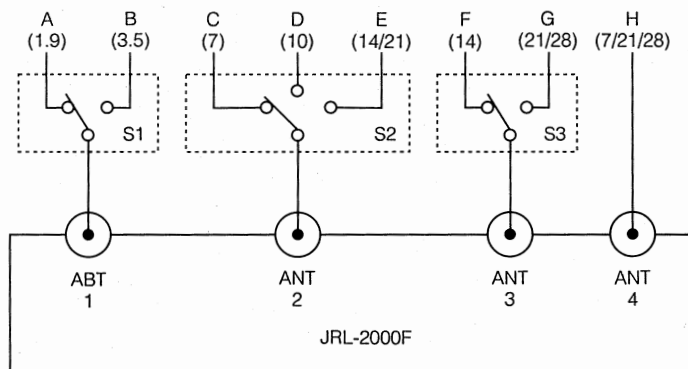 A B C D E F G H
(1.9) (3.5) (7) (10) (14/21) (14) (21/28) (7/21/28)
S1 S2 S3
ABT ANT ANT ANT
1 2 3 4
JRL-2000F